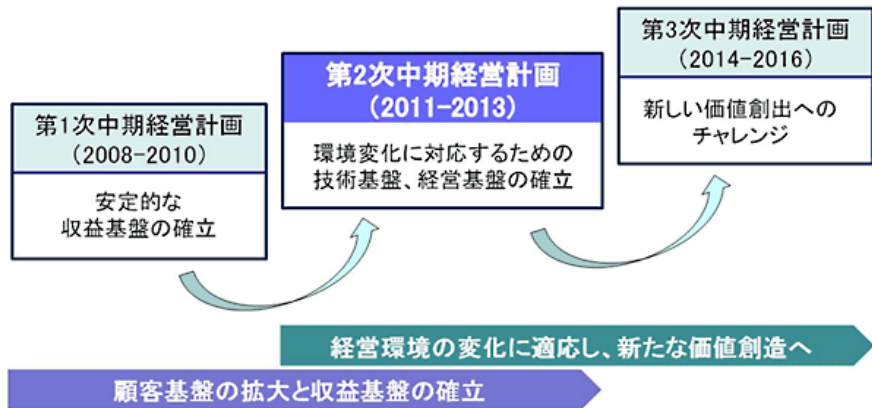 第1次中期経営計画
(2008-2010)
安定的な
収益基盤の確立
第2次中期経営計画
(2011-2013)
環境変化に対応するための
技術基盤、経営基盤の確立
第3次中期経営計画
(2014-2016)
新しい価値創出への
チャレンジ
経営環境の変化に適応し、新たな価値創造へ
顧客基盤の拡大と収益基盤の確立